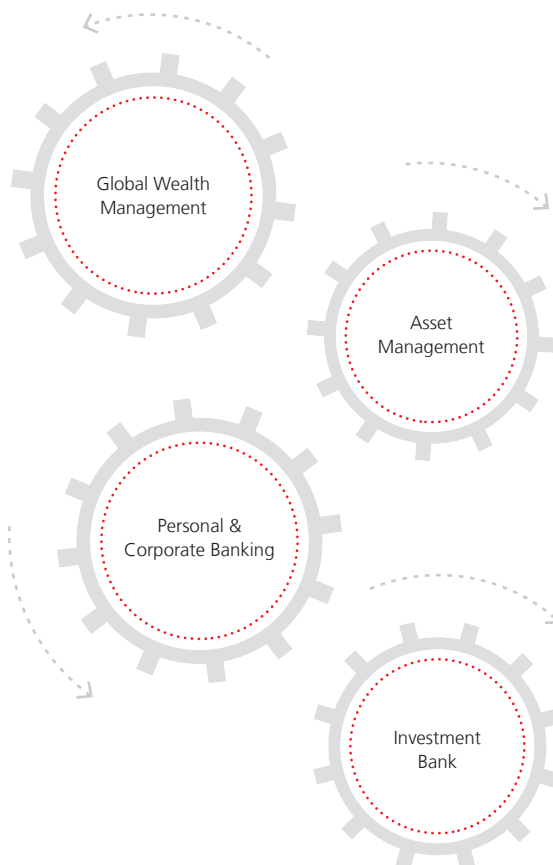 Global Wealth
Management
Asset
Management
Personal &
Corporate Banking
Investment
Bank